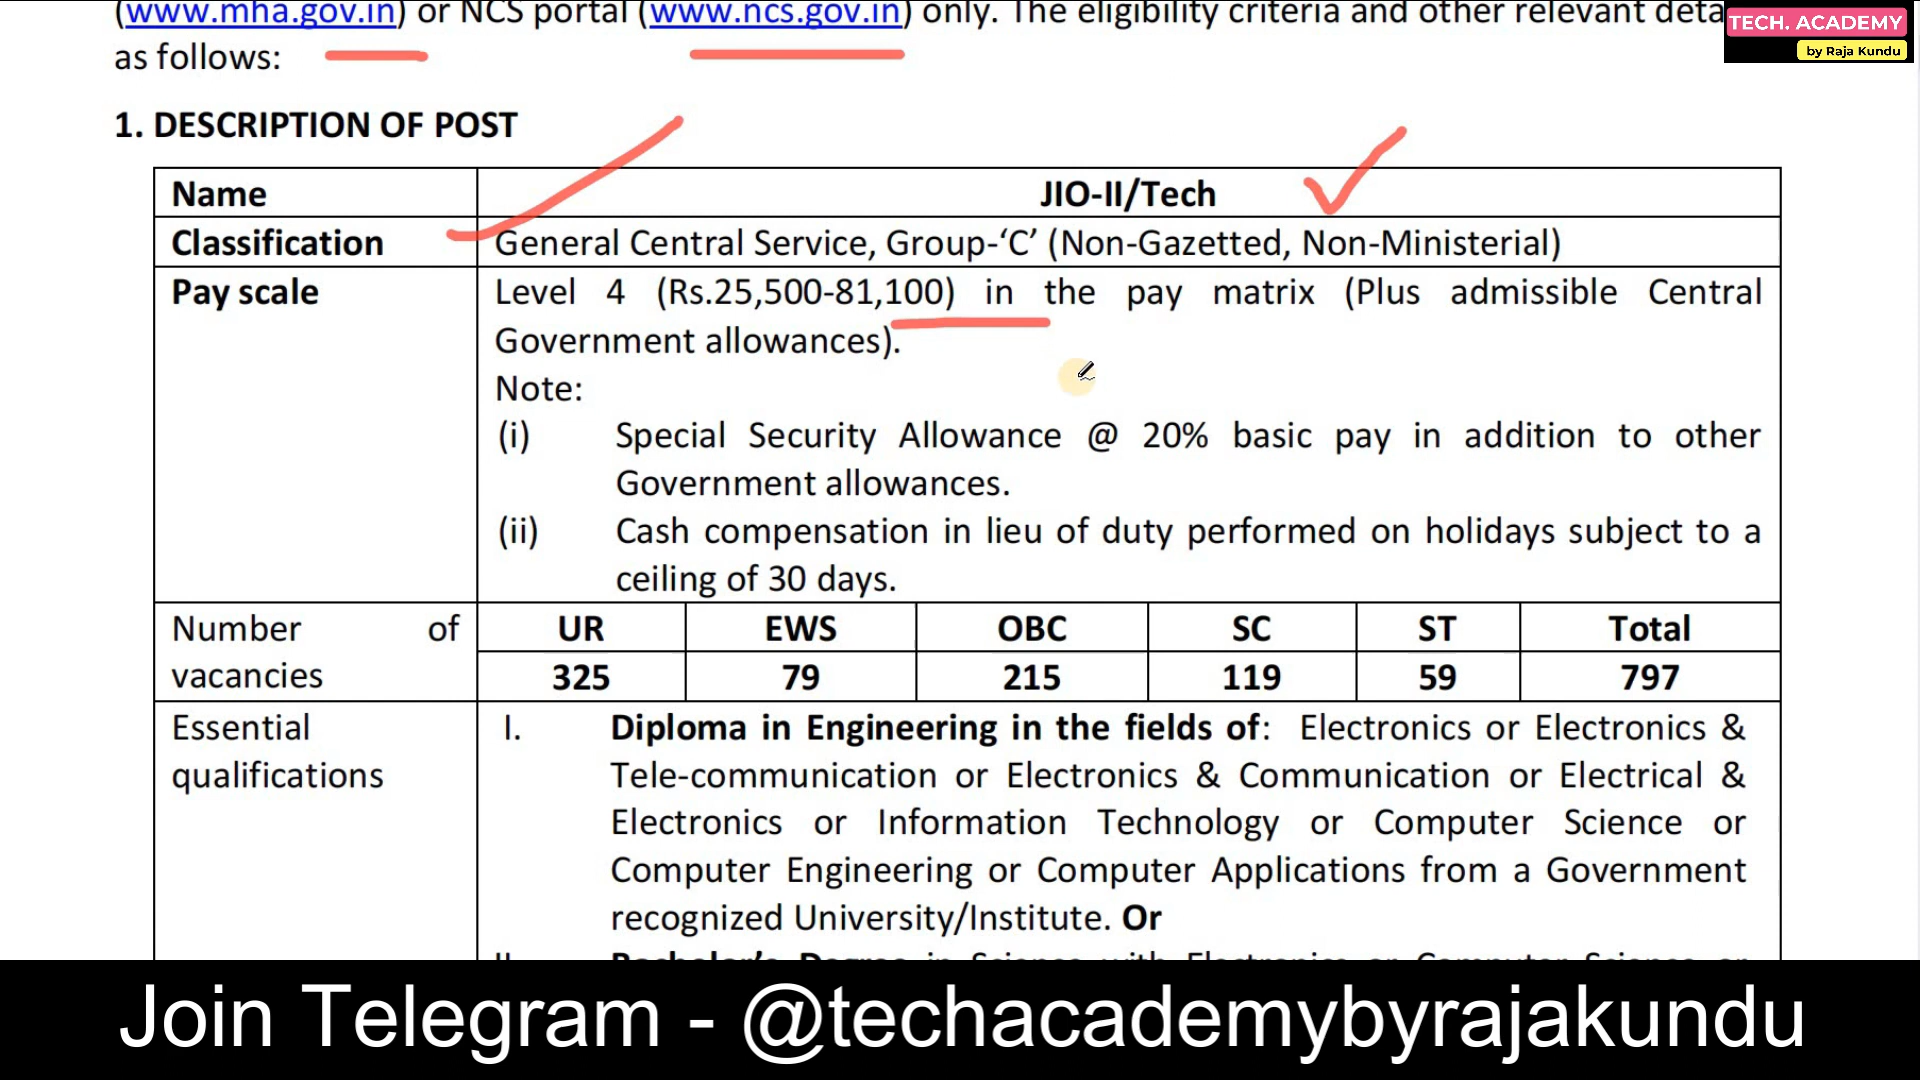 (www.mha.gov.in) or NCS portal (www.ncs.gov.in) only. The eligibility criteria and other relevant
as follows:
TECH. ACADEMY
by Raja Kundu
1. DESCRIPTION OF POST
Name JIO-II/Tech
Classification General Central Service, Group-‘C’ (Non-Gazetted, Non-Ministerial)
Pay scale Level 4 (Rs.25,500-81,100) in the pay matrix (Plus admissible Central
Government allowances).
Note:
(i) Special Security Allowance @ 20% basic pay in addition to other
Government allowances.
(ii) Cash compensation in lieu of duty performed on holidays subject to a
ceiling of 30 days.
Number of vacancies UR EWS OBC SC ST Total
325 79 215 119 59 797
Essential qualifications I. Diploma in Engineering in the fields of: Electronics or Electronics &
Tele-communication or Electronics & Communication or Electrical &
Electronics or Information Technology or Computer Science or
Computer Engineering or Computer Applications from a Government
recognized University/Institute. Or
Join Telegram - @techacademybyrajakundu